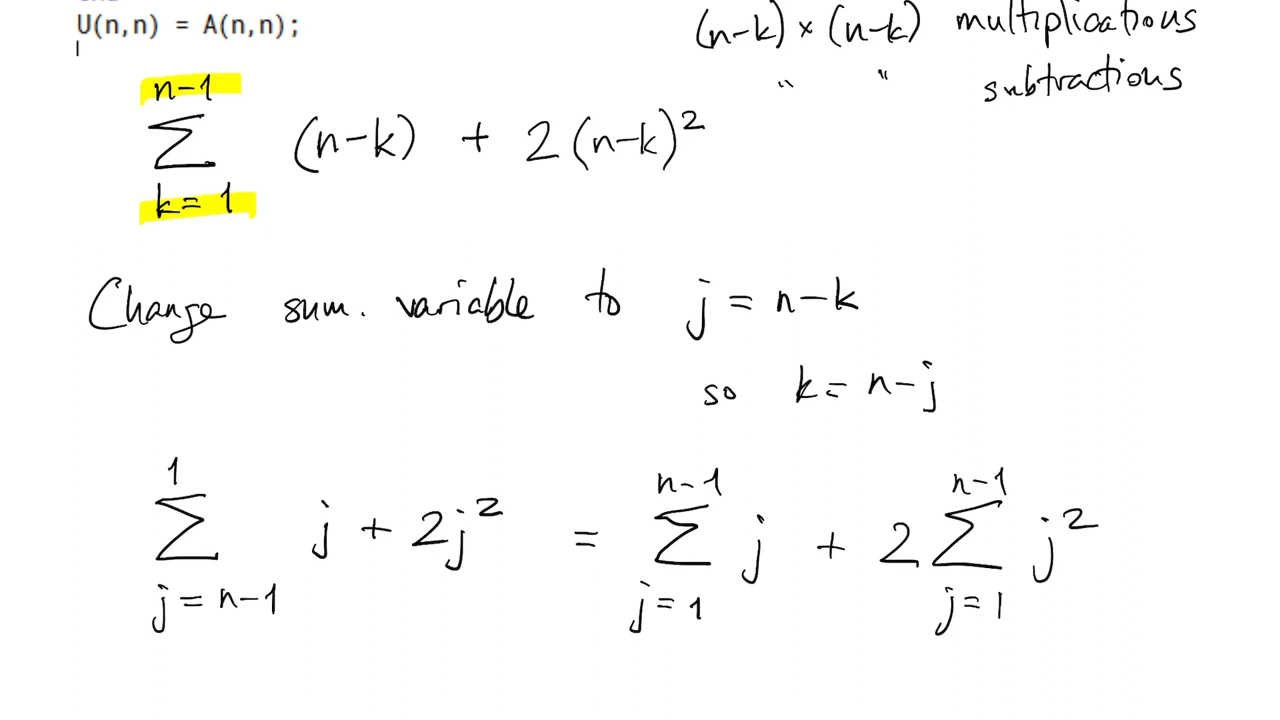 U(n,n) = A(n,n);
(n-k) × (n-k) multiplications
" " subtractions
n-1
∑ (n-k) + 2(n-k)²
k=1
Change sum. variable to j = n-k
so k = n-j
1 n-1 n-1
∑ j + 2j² = ∑ j + 2 ∑ j²
j=n-1 j=1 j=1